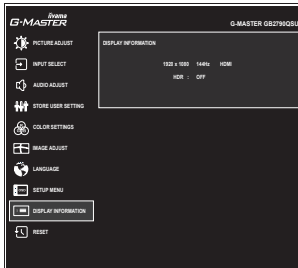 iiyama
G-MASTER
G-MASTER GB2790QSU
PICTURE ADJUST
DISPLAY INFORMATION
1920 x 1080 144Hz HDMI
HDR : OFF
INPUT SELECT
AUDIO ADJUST
STORE USER SETTING
COLOR SETTINGS
IMAGE ADJUST
LANGUAGE
OSD
SETUP MENU
DISPLAY INFORMATION
RESET